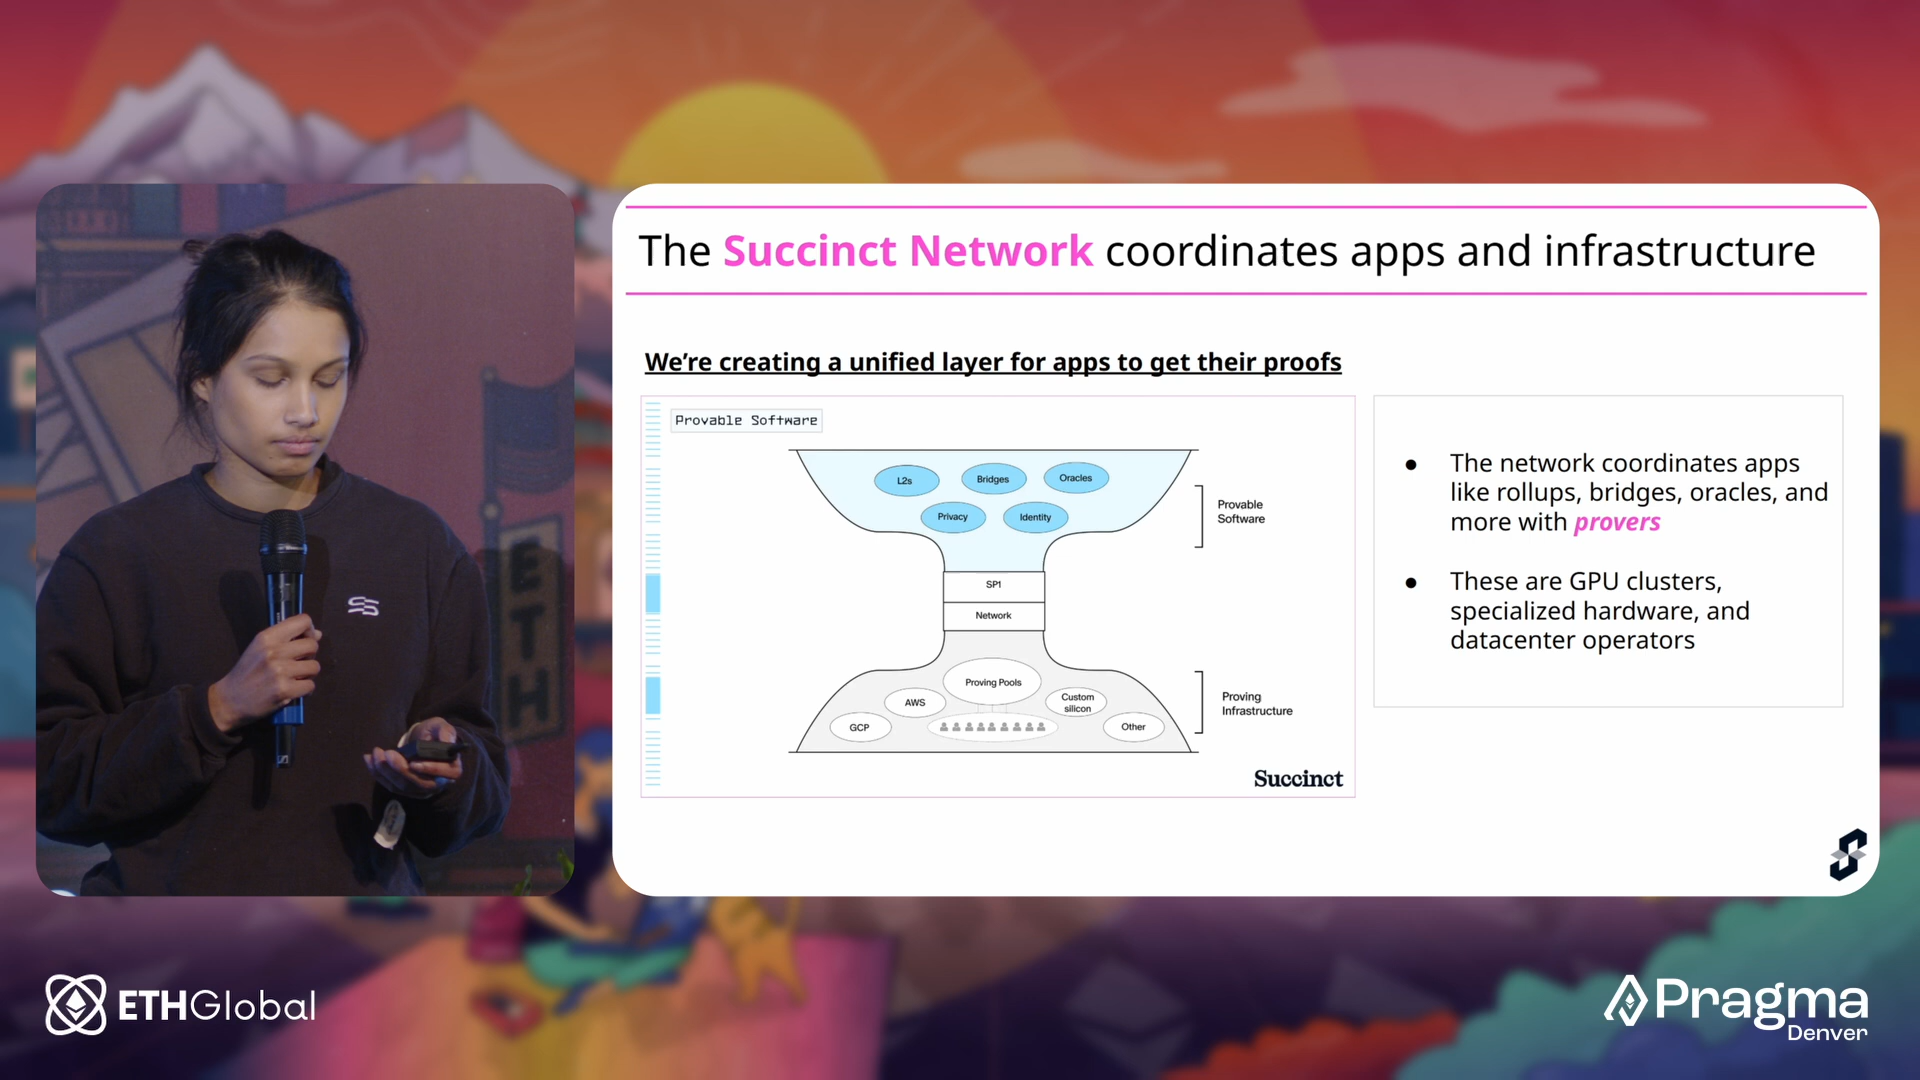 The Succinct Network coordinates apps and infrastructure
We're creating a unified layer for apps to get their proofs
Provable Software
L2s
Bridges
Oracles
Privacy
Identity
Provable
Software
SP1
Network
Proving Pools
AWS
Custom
silicon
GCP
Other
Proving
Infrastructure
Succinct
● The network coordinates apps
like rollups, bridges, oracles, and
more with provers
● These are GPU clusters,
specialized hardware, and
datacenter operators
ETH
ETHGlobal
Pragma
Denver